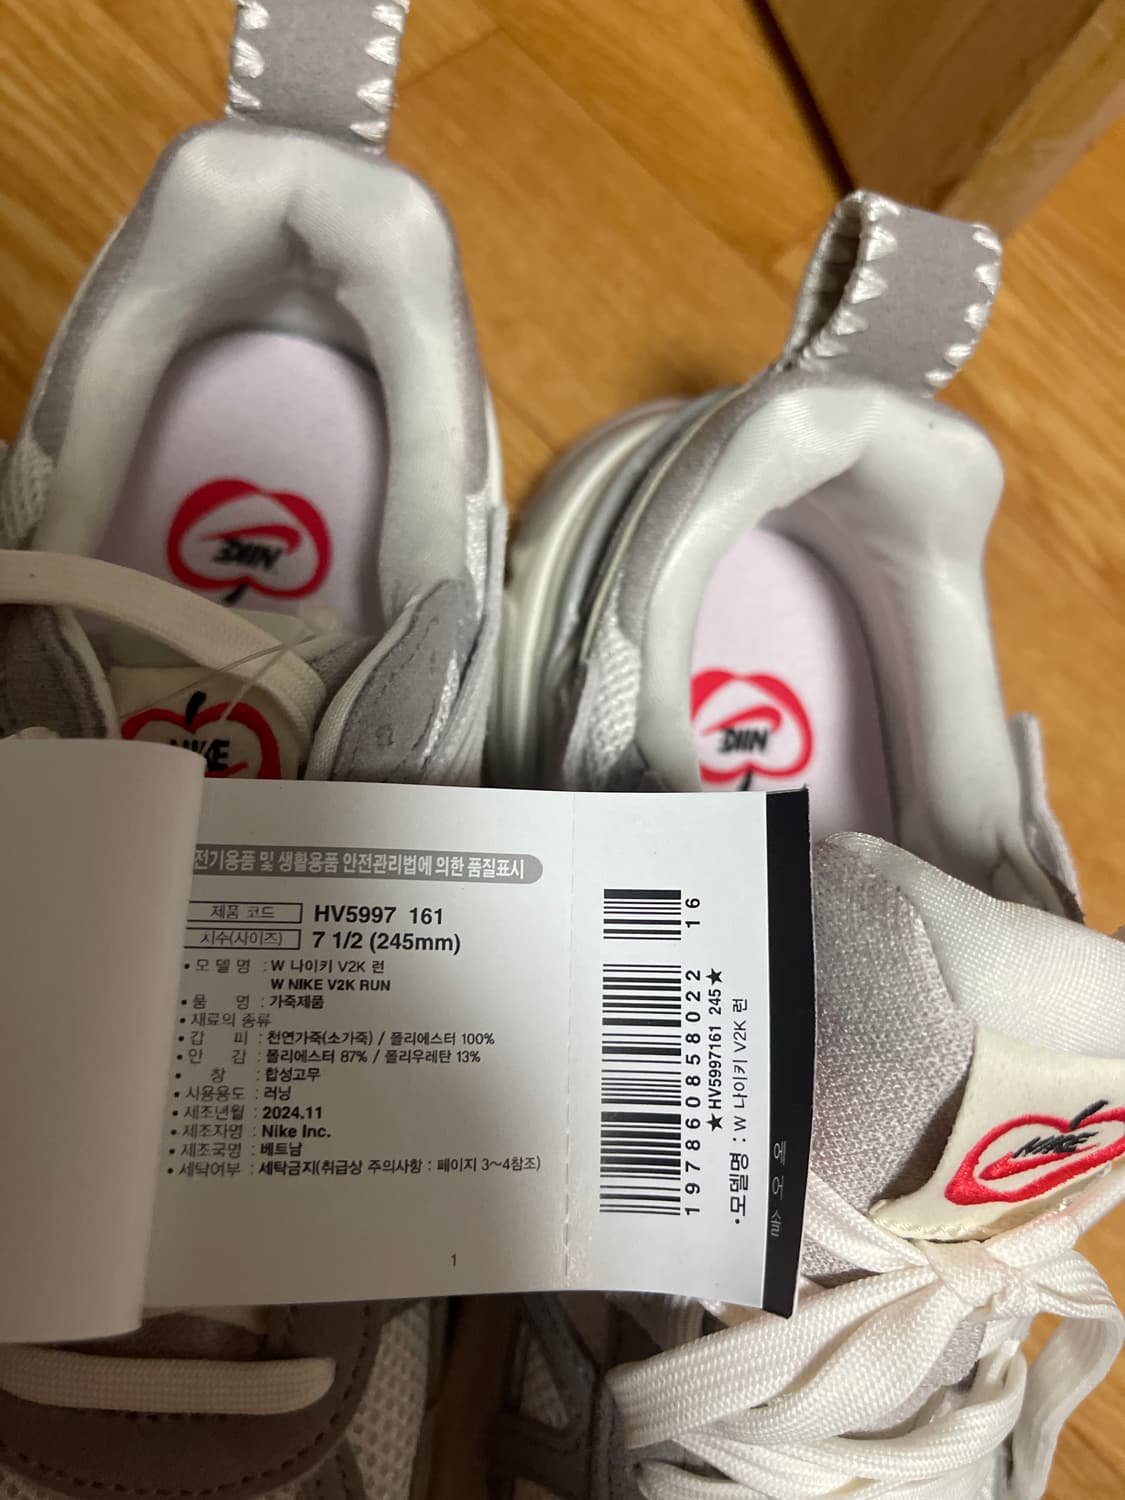 NIKE
NIKE
NIKE
전기용품 및 생활용품 안전관리법에 의한 품질표시
제품 코드 HV5997 161
치수(사이즈) 7 1/2 (245mm)
• 모 델 명 : W 나이키 V2K 런
W NIKE V2K RUN
• 품 명 : 가죽제품
• 재료의 종류
• 갑 피 : 천연가죽(소가죽) / 폴리에스터 100%
• 안 감 : 폴리에스터 87% / 폴리우레탄 13%
• 창 : 합성고무
• 사용용도 : 러닝
• 제조년월 : 2024.11
• 제조자명 : Nike Inc.
• 제조국명 : 베트남
• 세탁여부 : 세탁금지(취급상 주의사항 : 페이지 3~4참조)
1
197860858022 16
★HV5997161 245★
·모델명 : W 나이키 V2K 런
NIKE